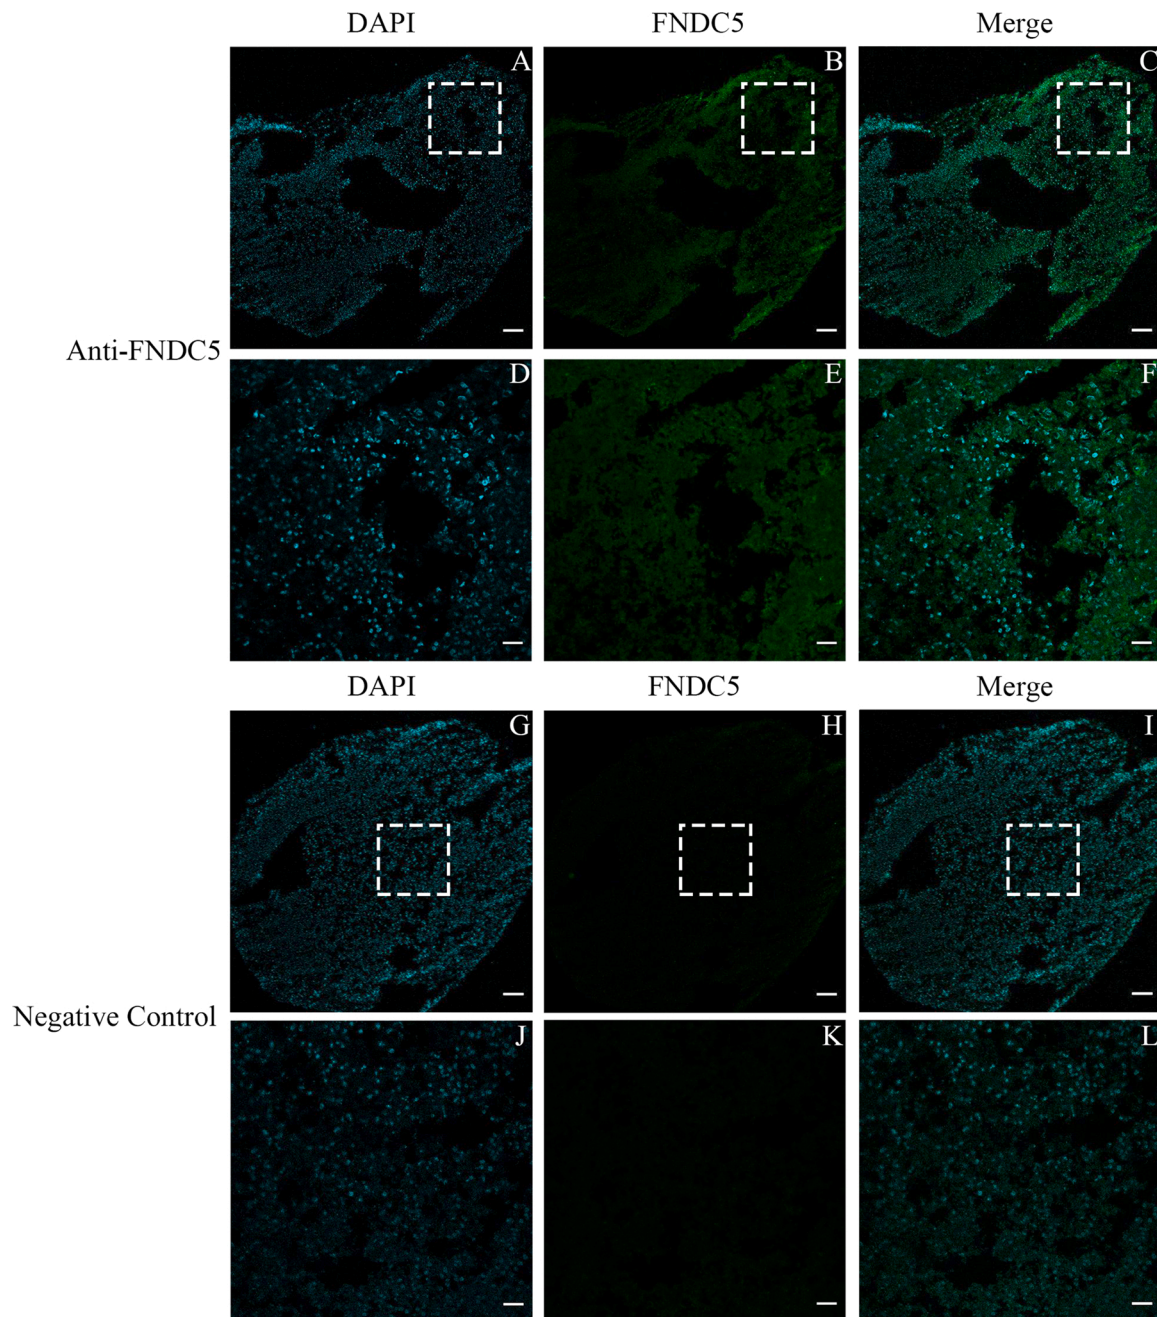 DAPI FNDC5 Merge
A B C
Anti-FNDC5
D E F
DAPI FNDC5 Merge
G H I
Negative Control
J K L